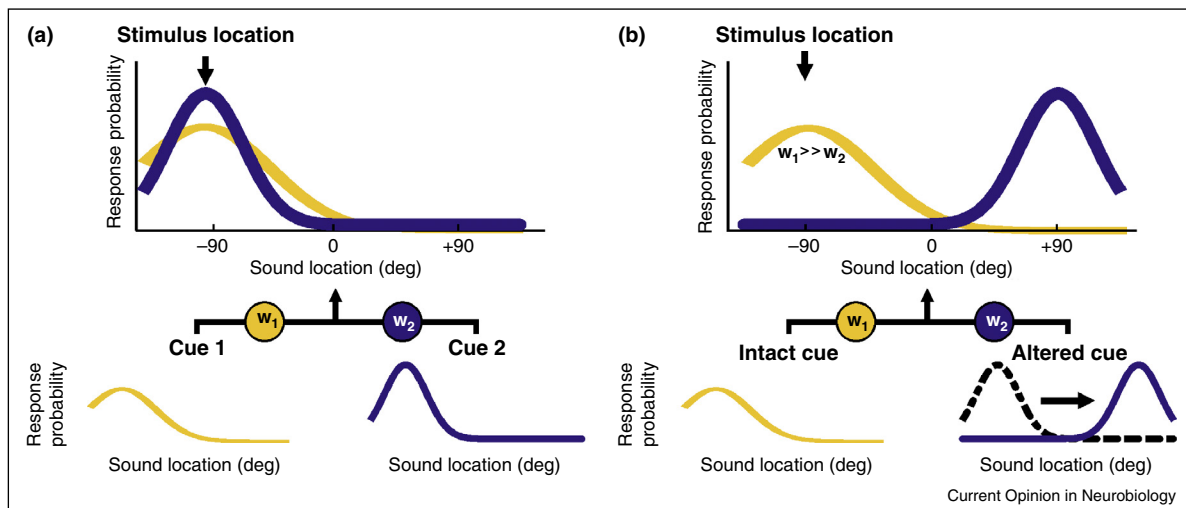 (a)
Stimulus location
Response probability
–90
0
+90
Sound location (deg)
w1
w2
Cue 1
Cue 2
Response
probability
Sound location (deg)
Sound location (deg)
(b)
Stimulus location
Response probability
w1>>w2
–90
0
+90
Sound location (deg)
w1
w2
Intact cue
Altered cue
Response
probability
Sound location (deg)
Sound location (deg)
Current Opinion in Neurobiology